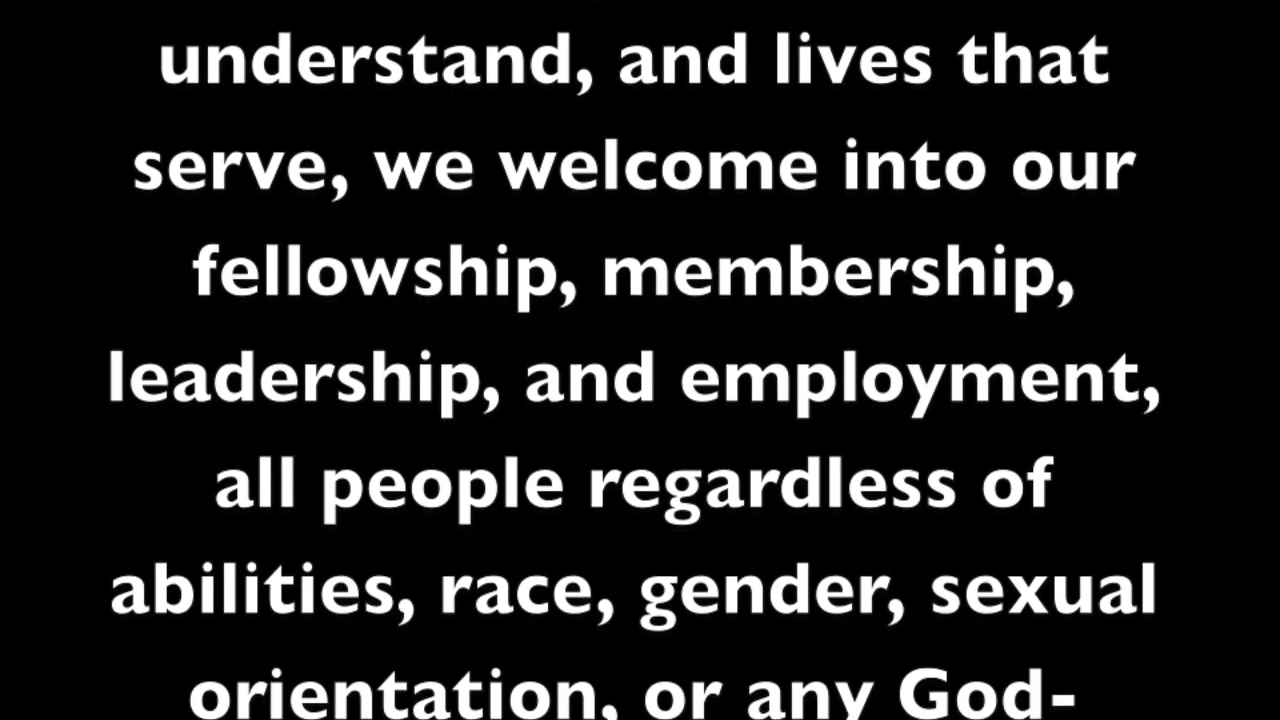 understand, and lives that
serve, we welcome into our
fellowship, membership,
leadership, and employment,
all people regardless of
abilities, race, gender, sexual
orientation, or any God-